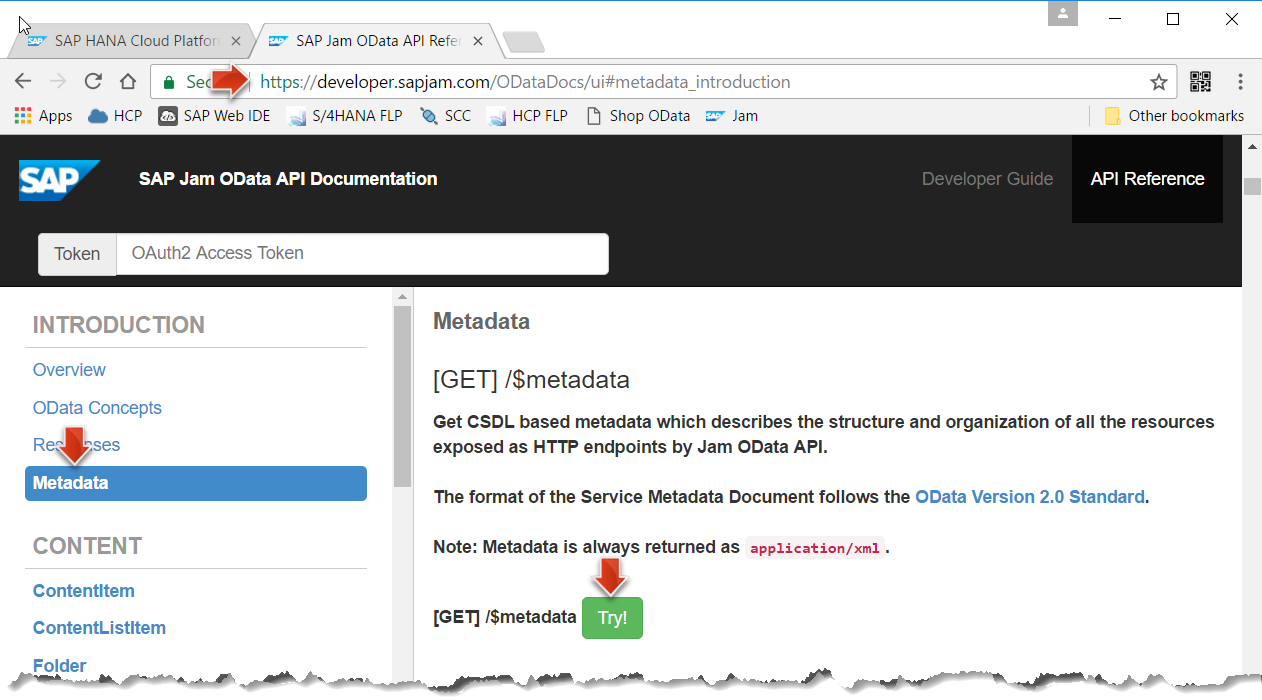 SAP HANA Cloud Platfor
SAP Jam OData API Refer
https://developer.sapjam.com/ODataDocs/ui#metadata_introduction
Apps HCP SAP Web IDE S/4HANA FLP SCC HCP FLP Shop OData Jam Other bookmarks
SAP SAP Jam OData API Documentation Developer Guide API Reference
Token OAuth2 Access Token
INTRODUCTION
Overview
OData Concepts
Metadata
CONTENT
ContentItem
ContentListItem
Folder
Metadata
[GET] /$metadata
Get CSDL based metadata which describes the structure and organization of all the resources
exposed as HTTP endpoints by Jam OData API.
The format of the Service Metadata Document follows the OData Version 2.0 Standard.
Note: Metadata is always returned as application/xml.
[GET] /$metadata Try!